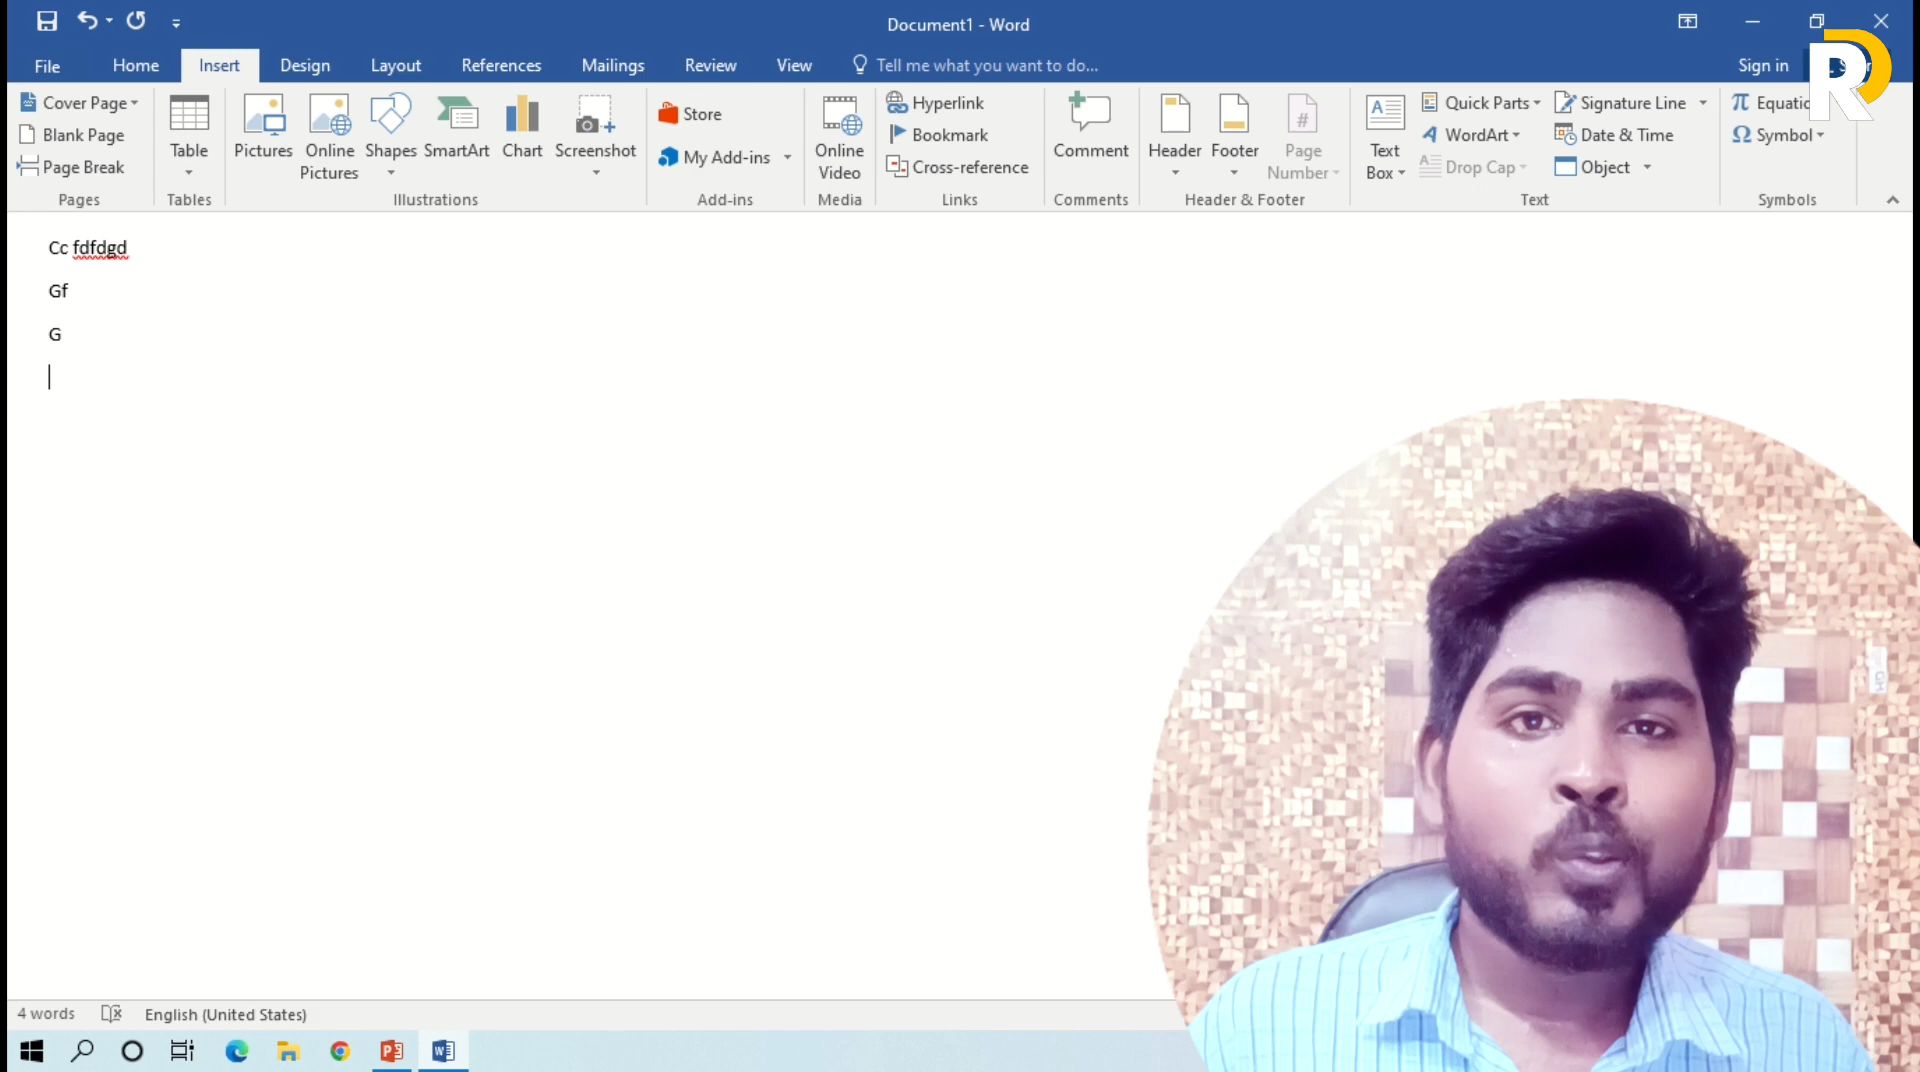 Document1 - Word
File Home Insert Design Layout References Mailings Review View Tell me what you want to do... Sign in
Cover Page
Blank Page
Page Break
Pages
Table
Tables
Pictures
Online
Pictures
Shapes
SmartArt
Chart
Screenshot
Illustrations
Store
My Add-ins
Add-ins
Online
Video
Media
Hyperlink
Bookmark
Cross-reference
Links
Comment
Comments
Header
Footer
Page
Number
Header & Footer
Text
Box
Quick Parts
WordArt
Drop Cap
Signature Line
Date & Time
Object
Text
Symbol
Symbols
R
Cc fdfdgd
Gf
G
4 words English (United States)